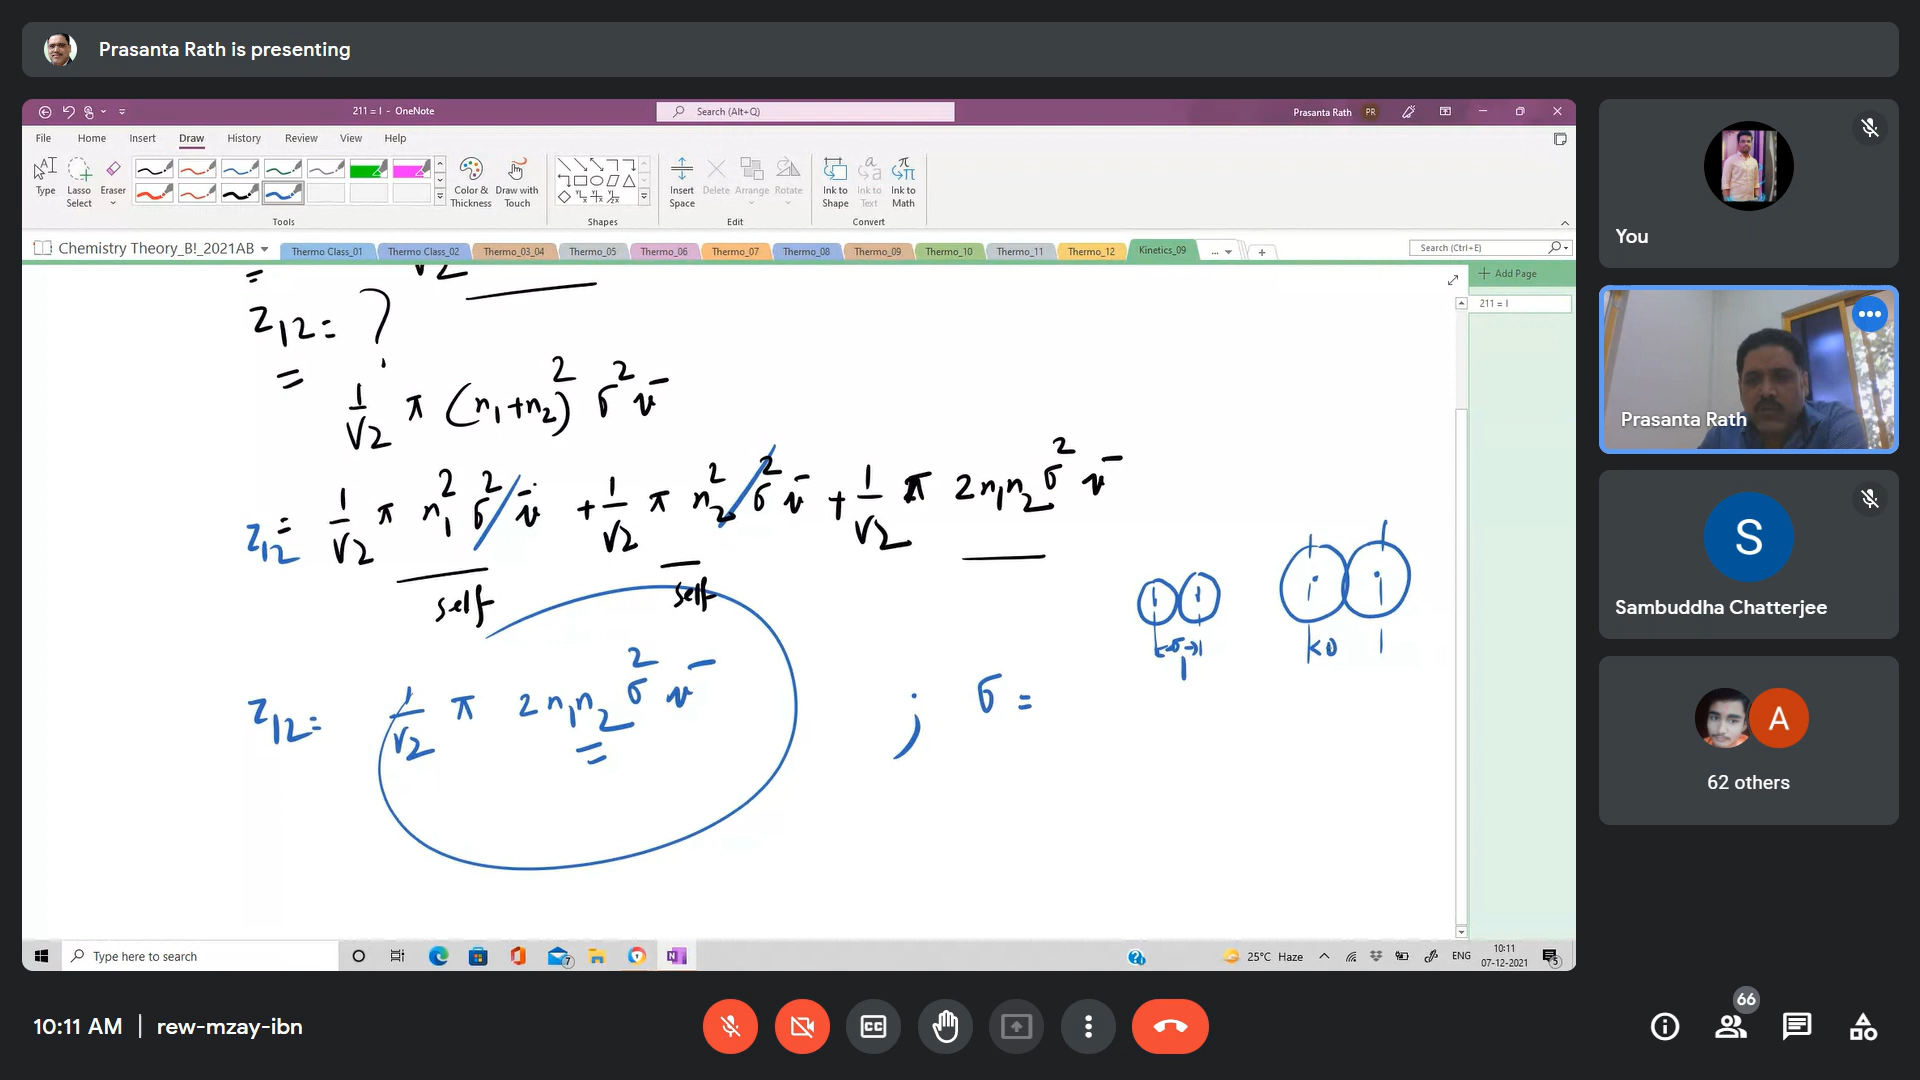 Prasanta Rath is presenting
211 = I - OneNote
Search (Alt+Q)
Prasanta Rath PR
File Home Insert Draw History Review View Help
Type
Lasso Select
Eraser
Color & Thickness
Draw with Touch
Insert Space
Delete
Arrange
Rotate
Ink to Shape
Ink to Text
Ink to Math
Tools
Shapes
Edit
Convert
Chemistry Theory_B!_2021AB
Thermo Class_01 Thermo Class_02 Thermo_03_04 Thermo_05 Thermo_06 Thermo_07 Thermo_08 Thermo_09 Thermo_10 Thermo_11 Thermo_12 Kinetics_09 ...
Search (Ctrl+E)
Add Page
211 = I
=
√2
z12 = ?
=
1/√2 π (n1+n2)² σ² v̄
z12 = 1/√2 π n1² σ² v̄ + 1/√2 π n2² σ² v̄ + 1/√2 π 2n1n2 σ² v̄
self self
z12 = 1/√2 π 2n1n2 σ² v̄ ; σ =
You
Prasanta Rath
S
Sambuddha Chatterjee
A
62 others
Type here to search
7
25°C Haze
ENG
10:11
07-12-2021
5
10:11 AM | rew-mzay-ibn
CC
66